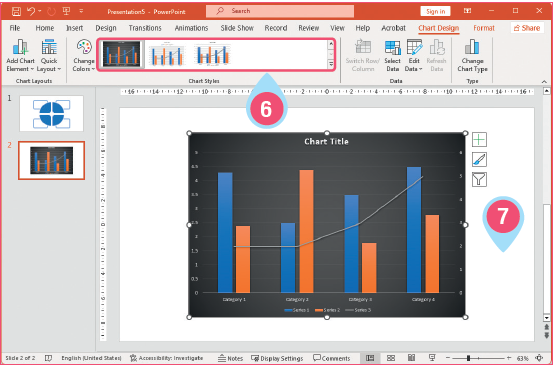 Presentation5 - PowerPoint
Search
Sign in
File Home Insert Design Transitions Animations Slide Show Record Review View Help Acrobat Chart Design Format Share
Add Chart Element
Quick Layout
Change Colors
Switch Row/ Column
Select Data
Edit Data
Refresh Data
Change Chart Type
Chart Layouts
Chart Styles
Data
Type
6
1
2
Chart Title
Category 1 Category 2 Category 3 Category 4
Series 1 Series 2 Series 3
7
Slide 2 of 2 English (United States) Accessibility: Investigate Notes Display Settings Comments 63%